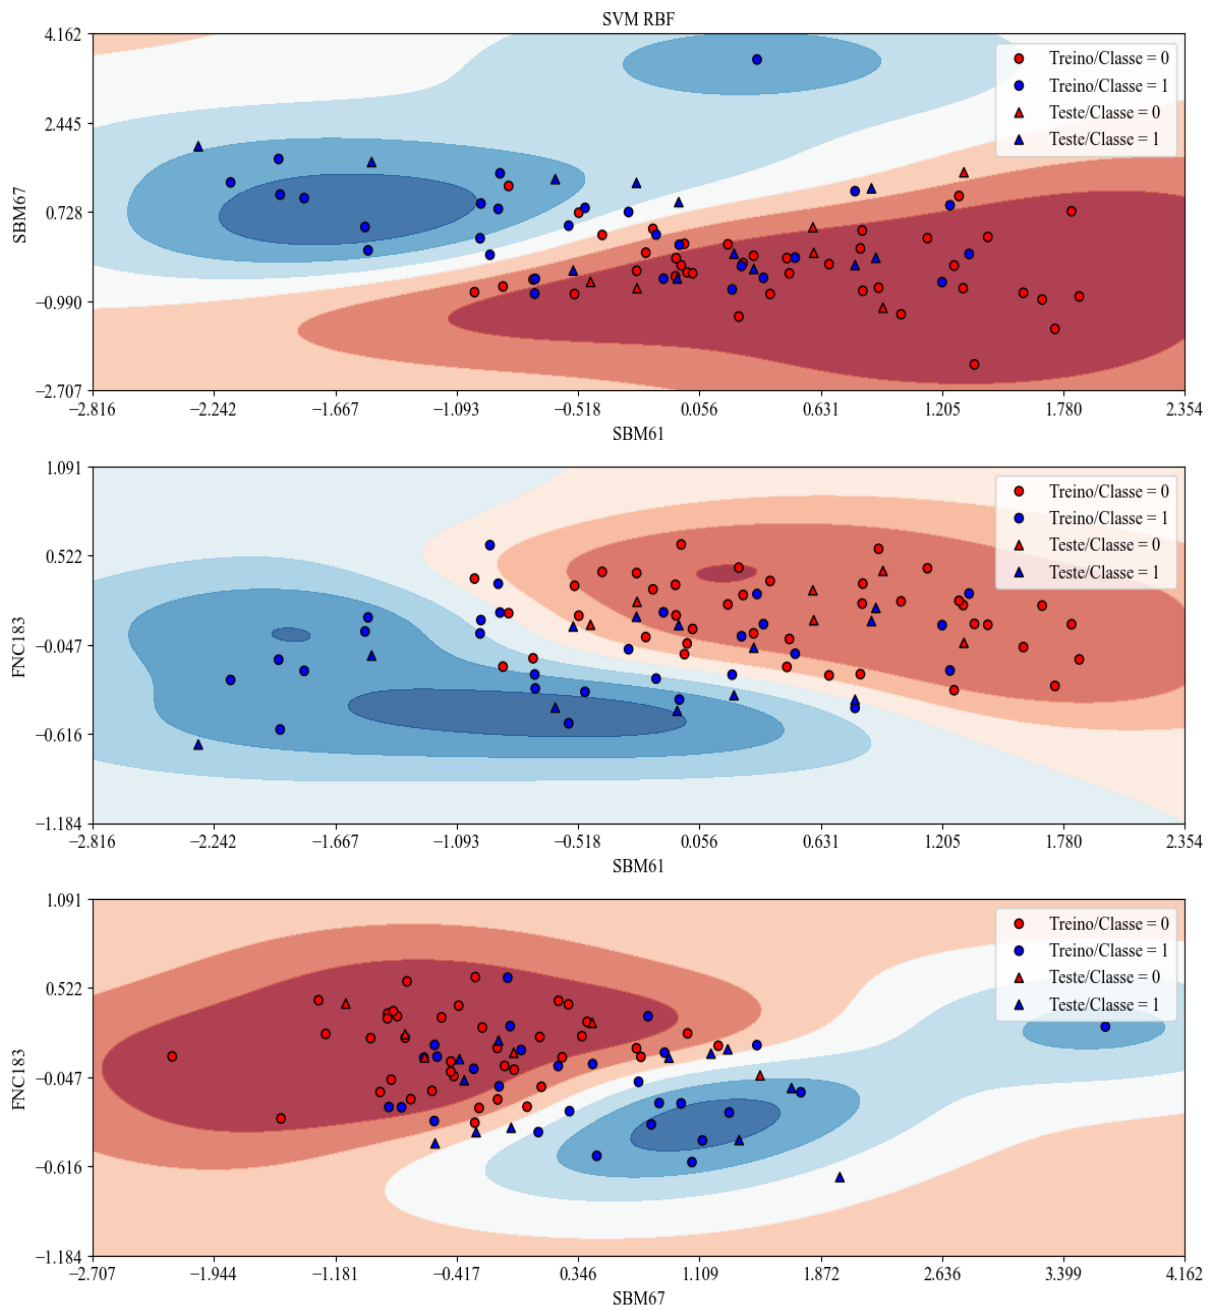 SVM RBF
4.162
2.445
0.728
−0.990
−2.707
SBM67
Treino/Classe = 0
Treino/Classe = 1
Teste/Classe = 0
Teste/Classe = 1
−2.816 −2.242 −1.667 −1.093 −0.518 0.056 0.631 1.205 1.780 2.354
SBM61
1.091
0.522
−0.047
−0.616
−1.184
FNC183
Treino/Classe = 0
Treino/Classe = 1
Teste/Classe = 0
Teste/Classe = 1
−2.816 −2.242 −1.667 −1.093 −0.518 0.056 0.631 1.205 1.780 2.354
SBM61
1.091
0.522
−0.047
−0.616
−1.184
FNC183
Treino/Classe = 0
Treino/Classe = 1
Teste/Classe = 0
Teste/Classe = 1
−2.707 −1.944 −1.181 −0.417 0.346 1.109 1.872 2.636 3.399 4.162
SBM67